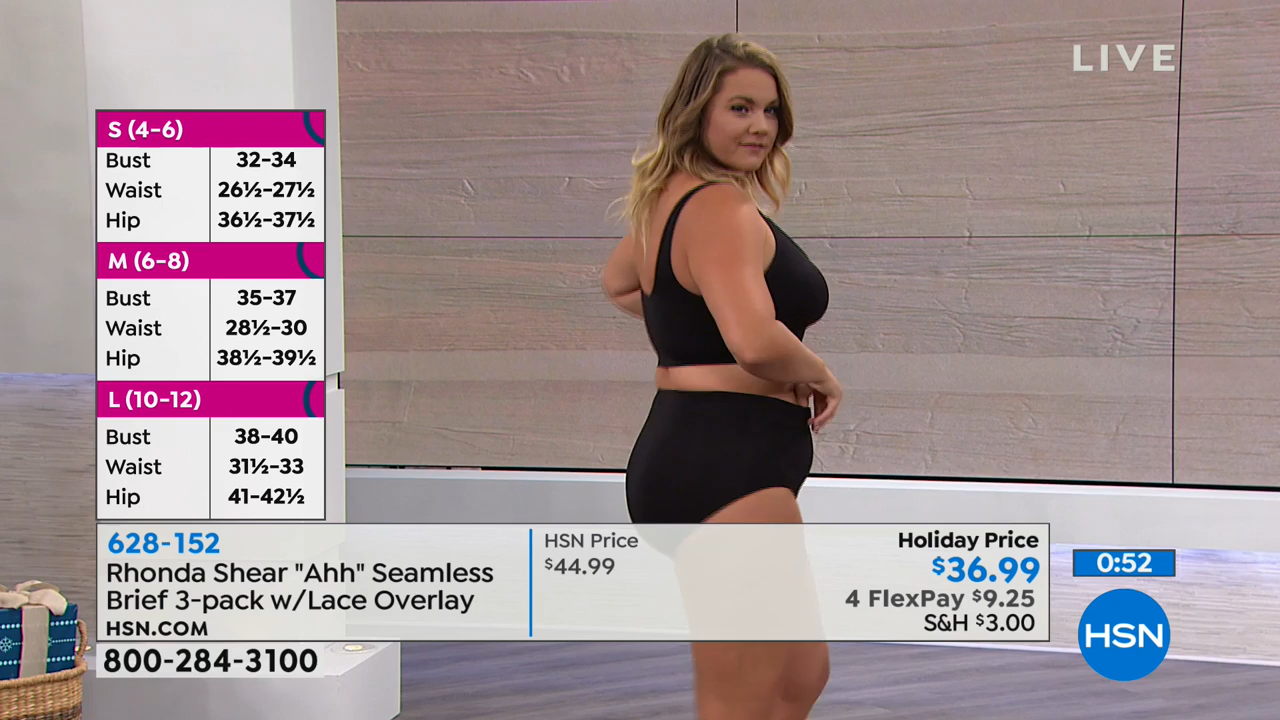 LIVE
S (4-6)
Bust 32-34
Waist 26½-27½
Hip 36½-37½
M (6-8)
Bust 35-37
Waist 28½-30
Hip 38½-39½
L (10-12)
Bust 38-40
Waist 31½-33
Hip 41-42½
628-152
Rhonda Shear "Ahh" Seamless
Brief 3-pack w/Lace Overlay
HSN.COM
HSN Price
$44.99
Holiday Price
$36.99
4 FlexPay $9.25
S&H $3.00
0:52
HSN
800-284-3100